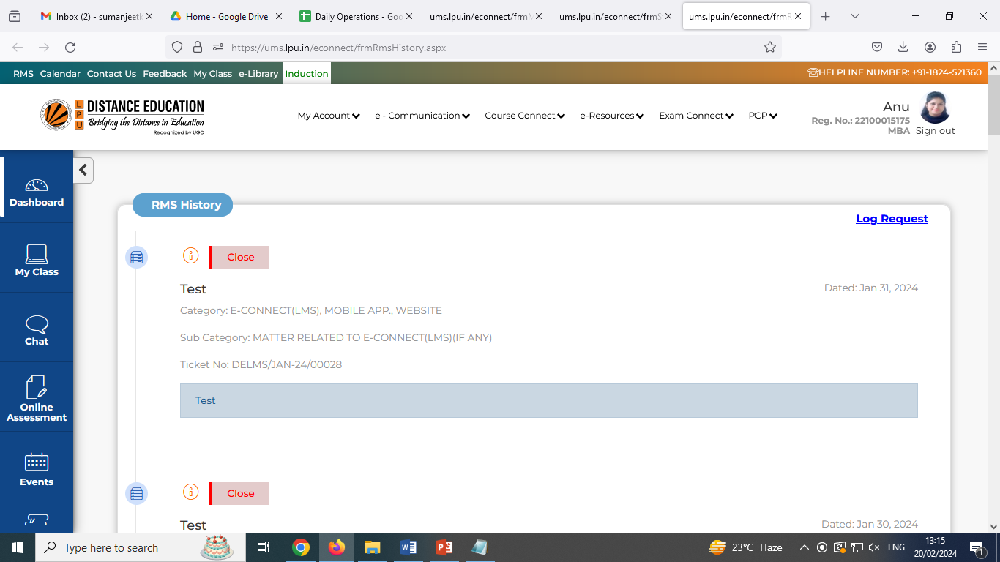 Inbox (2) - sumanjeetk
Home - Google Drive
Daily Operations - Goo
ums.lpu.in/econnect/frm
ums.lpu.in/econnect/frmS
ums.lpu.in/econnect/frmR
https://ums.lpu.in/econnect/frmRmsHistory.aspx
RMS Calendar Contact Us Feedback My Class e-Library Induction
HELPLINE NUMBER: +91-1824-521360
LPU
DISTANCE EDUCATION
Bridging the Distance in Education
Recognized by UGC
My Account e - Communication Course Connect e-Resources Exam Connect PCP
Anu
Reg. No.: 22100015175
MBA
Sign out
Dashboard
My Class
Chat
Online
Assessment
Events
RMS History
Log Request
Close
Test
Dated: Jan 31, 2024
Category: E-CONNECT(LMS), MOBILE APP., WEBSITE
Sub Category: MATTER RELATED TO E-CONNECT(LMS)(IF ANY)
Ticket No: DELMS/JAN-24/00028
Test
Close
Test
Dated: Jan 30, 2024
Type here to search
23°C Haze
ENG
13:15
20/02/2024
1